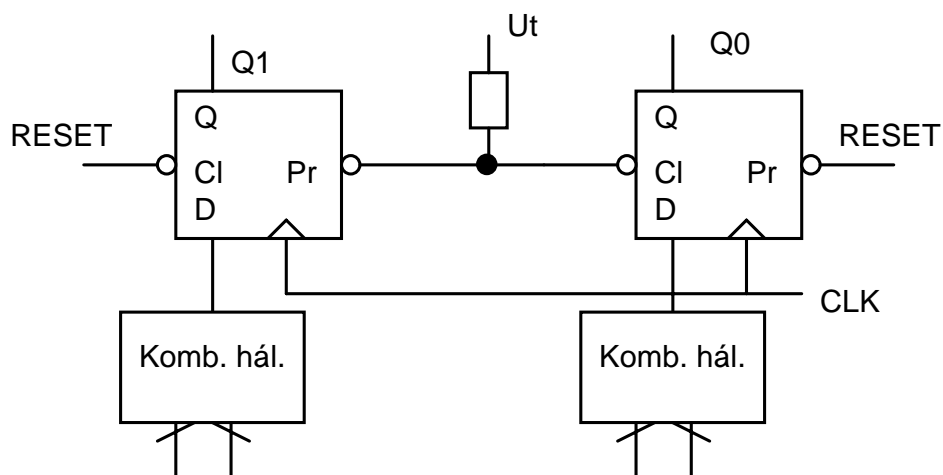 Ut
Q1
Q0
Q
Q
RESET
RESET
Cl
Pr
Cl
Pr
D
D
CLK
Komb. hál.
Komb. hál.